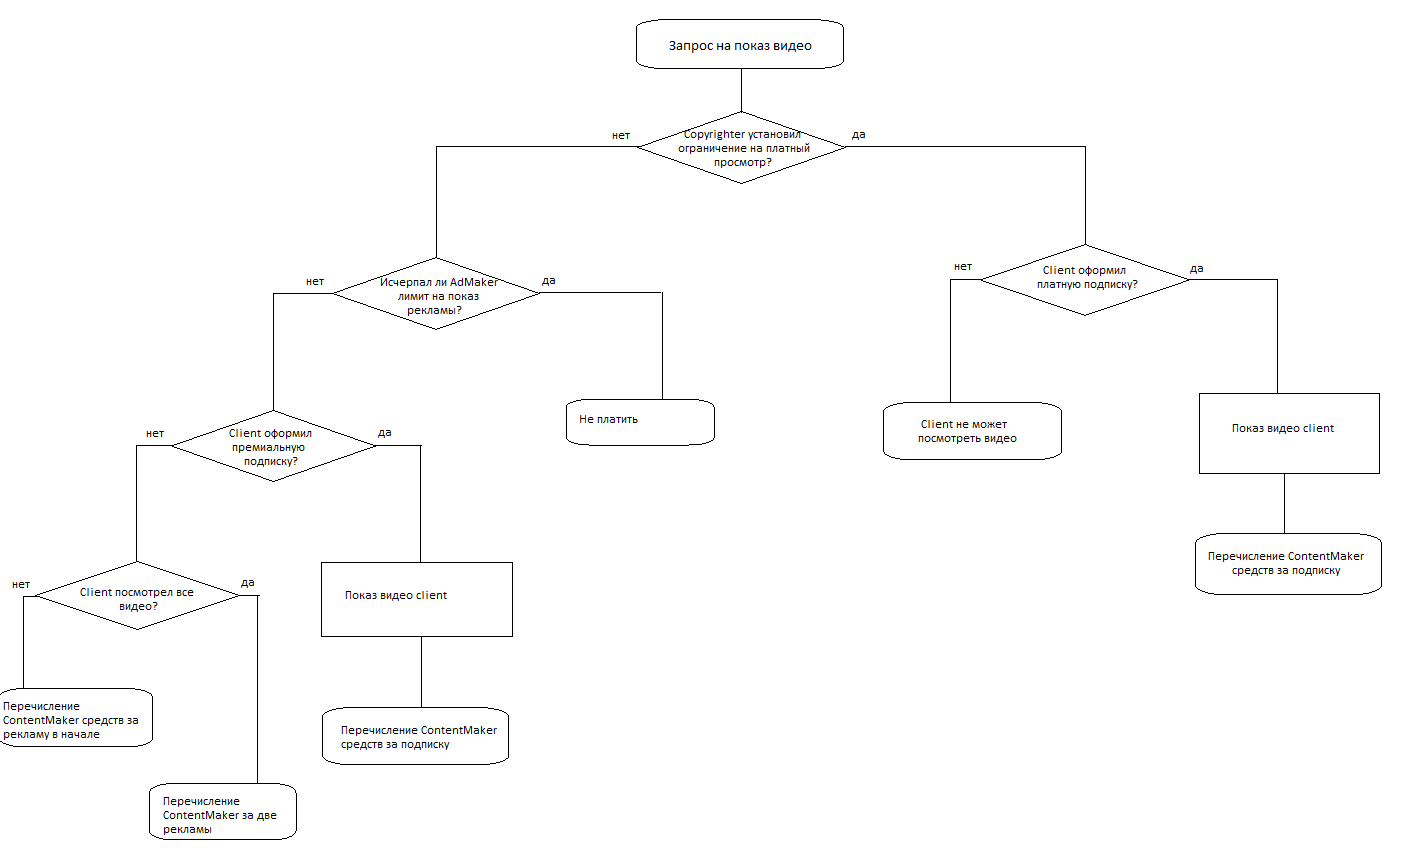 Запрос на показ видео
нет
да
Copyrighter установил
ограничение на платный
просмотр?
нет
да
Исчерпал ли AdMaker
лимит на показ
рекламы?
нет
да
Client оформил
платную подписку?
нет
да
Client оформил
премиальную
подписку?
Не платить
Client не может
посмотреть видео
Показ видео client
Перечисление ContentMaker
средств за подписку
нет
да
Client посмотрел все
видео?
Показ видео client
Перечисление
ContentMaker средств за
рекламу в начале
Перечисление ContentMaker
средств за подписку
Перечисление
ContentMaker за две
рекламы